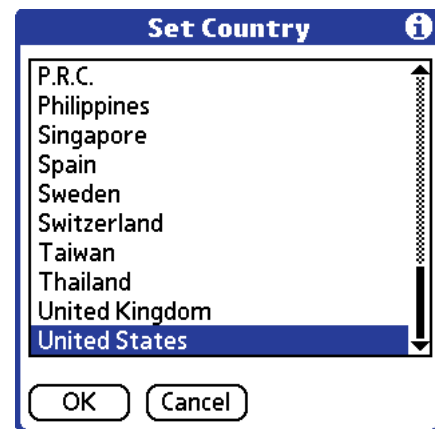 Set Country
P.R.C.
Philippines
Singapore
Spain
Sweden
Switzerland
Taiwan
Thailand
United Kingdom
United States
OK Cancel